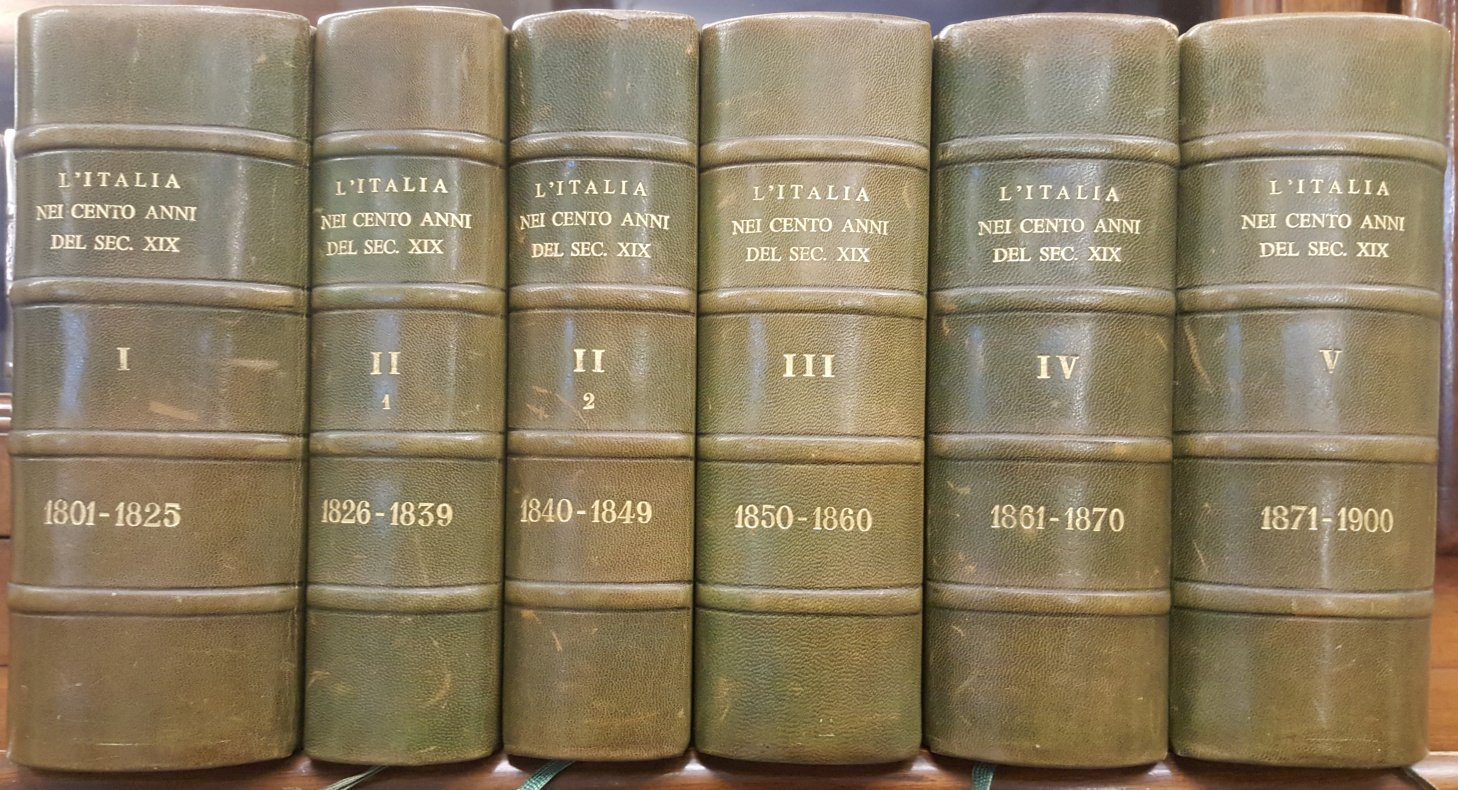 L'ITALIA
NEI CENTO ANNI
DEL SEC. XIX
I
1801-1825
L'ITALIA
NEI CENTO ANNI
DEL SEC. XIX
II
1
1826-1839
L'ITALIA
NEI CENTO ANNI
DEL SEC. XIX
II
2
1840-1849
L'ITALIA
NEI CENTO ANNI
DEL SEC. XIX
III
1850-1860
L'ITALIA
NEI CENTO ANNI
DEL SEC. XIX
IV
1861-1870
L'ITALIA
NEI CENTO ANNI
DEL SEC. XIX
V
1871-1900